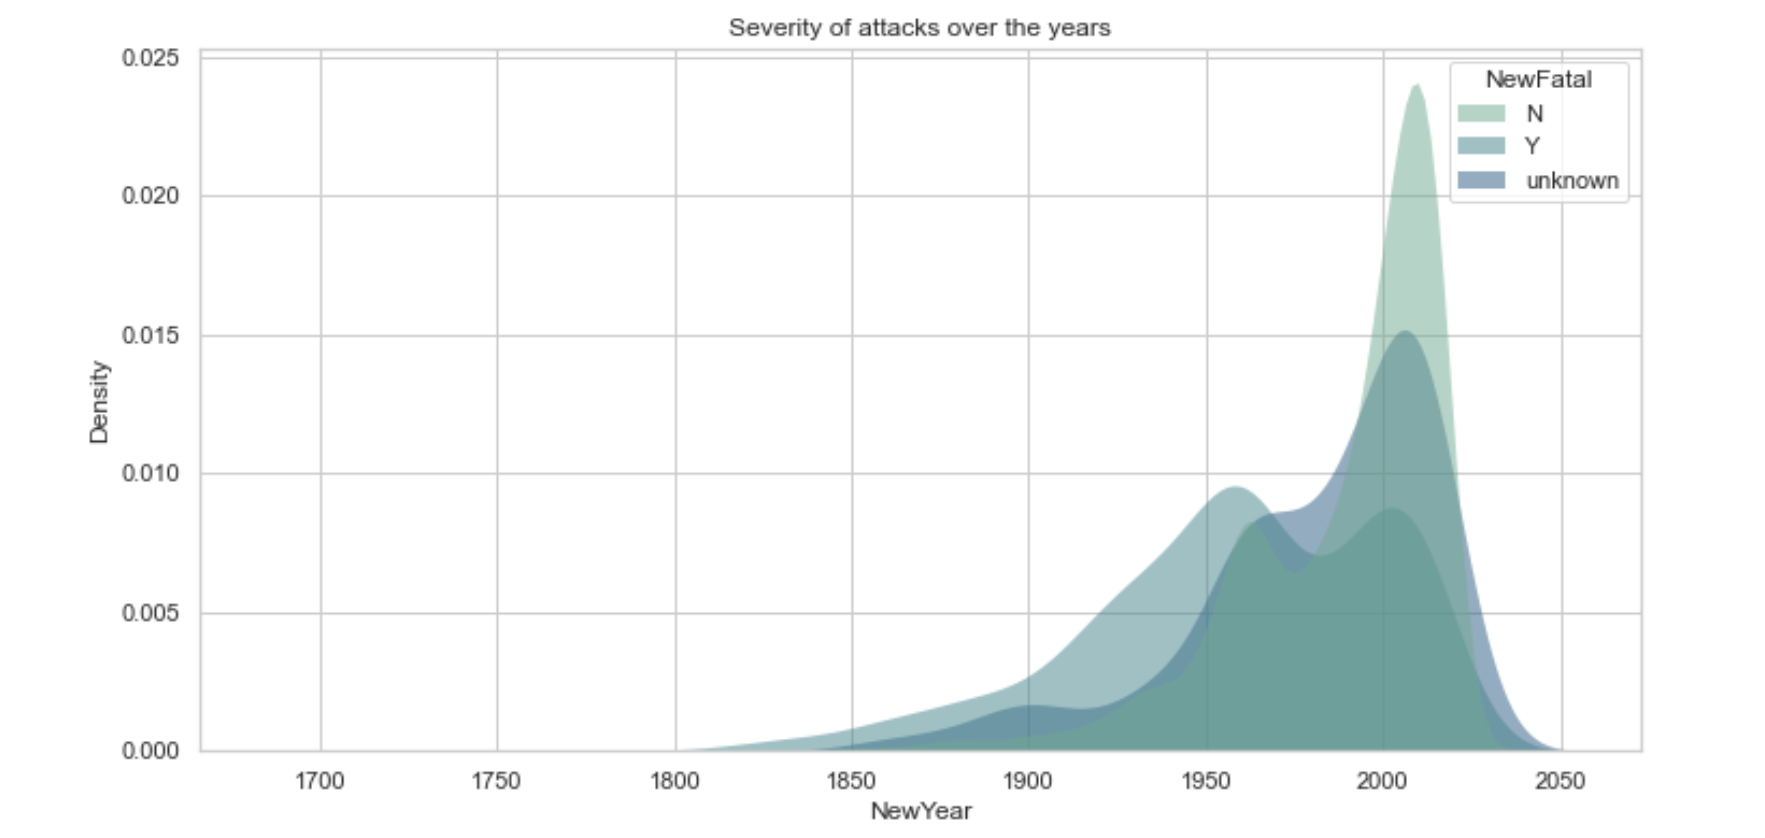 Severity of attacks over the years
0.025
0.020
0.015
0.010
0.005
0.000
Density
NewFatal
N
Y
unknown
1700 1750 1800 1850 1900 1950 2000 2050
NewYear